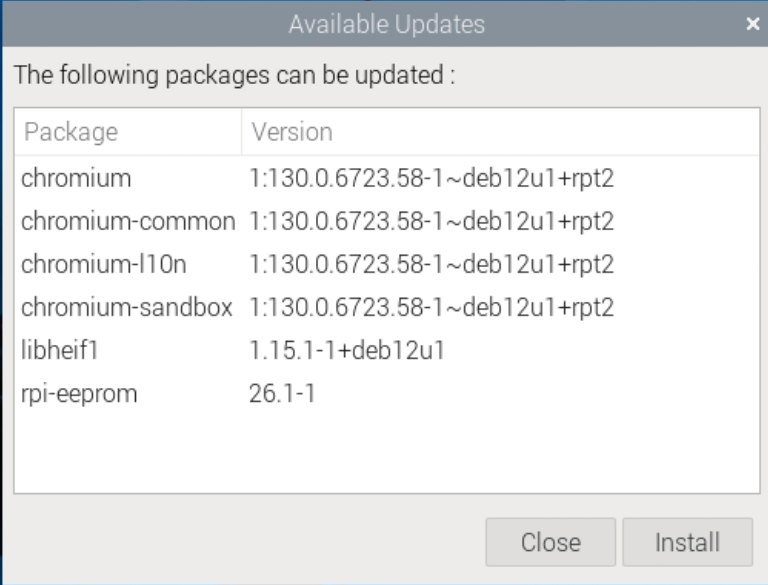 Available Updates ×
The following packages can be updated :
Package Version
chromium 1:130.0.6723.58-1~deb12u1+rpt2
chromium-common 1:130.0.6723.58-1~deb12u1+rpt2
chromium-l10n 1:130.0.6723.58-1~deb12u1+rpt2
chromium-sandbox 1:130.0.6723.58-1~deb12u1+rpt2
libheif1 1.15.1-1+deb12u1
rpi-eeprom 26.1-1
Close Install